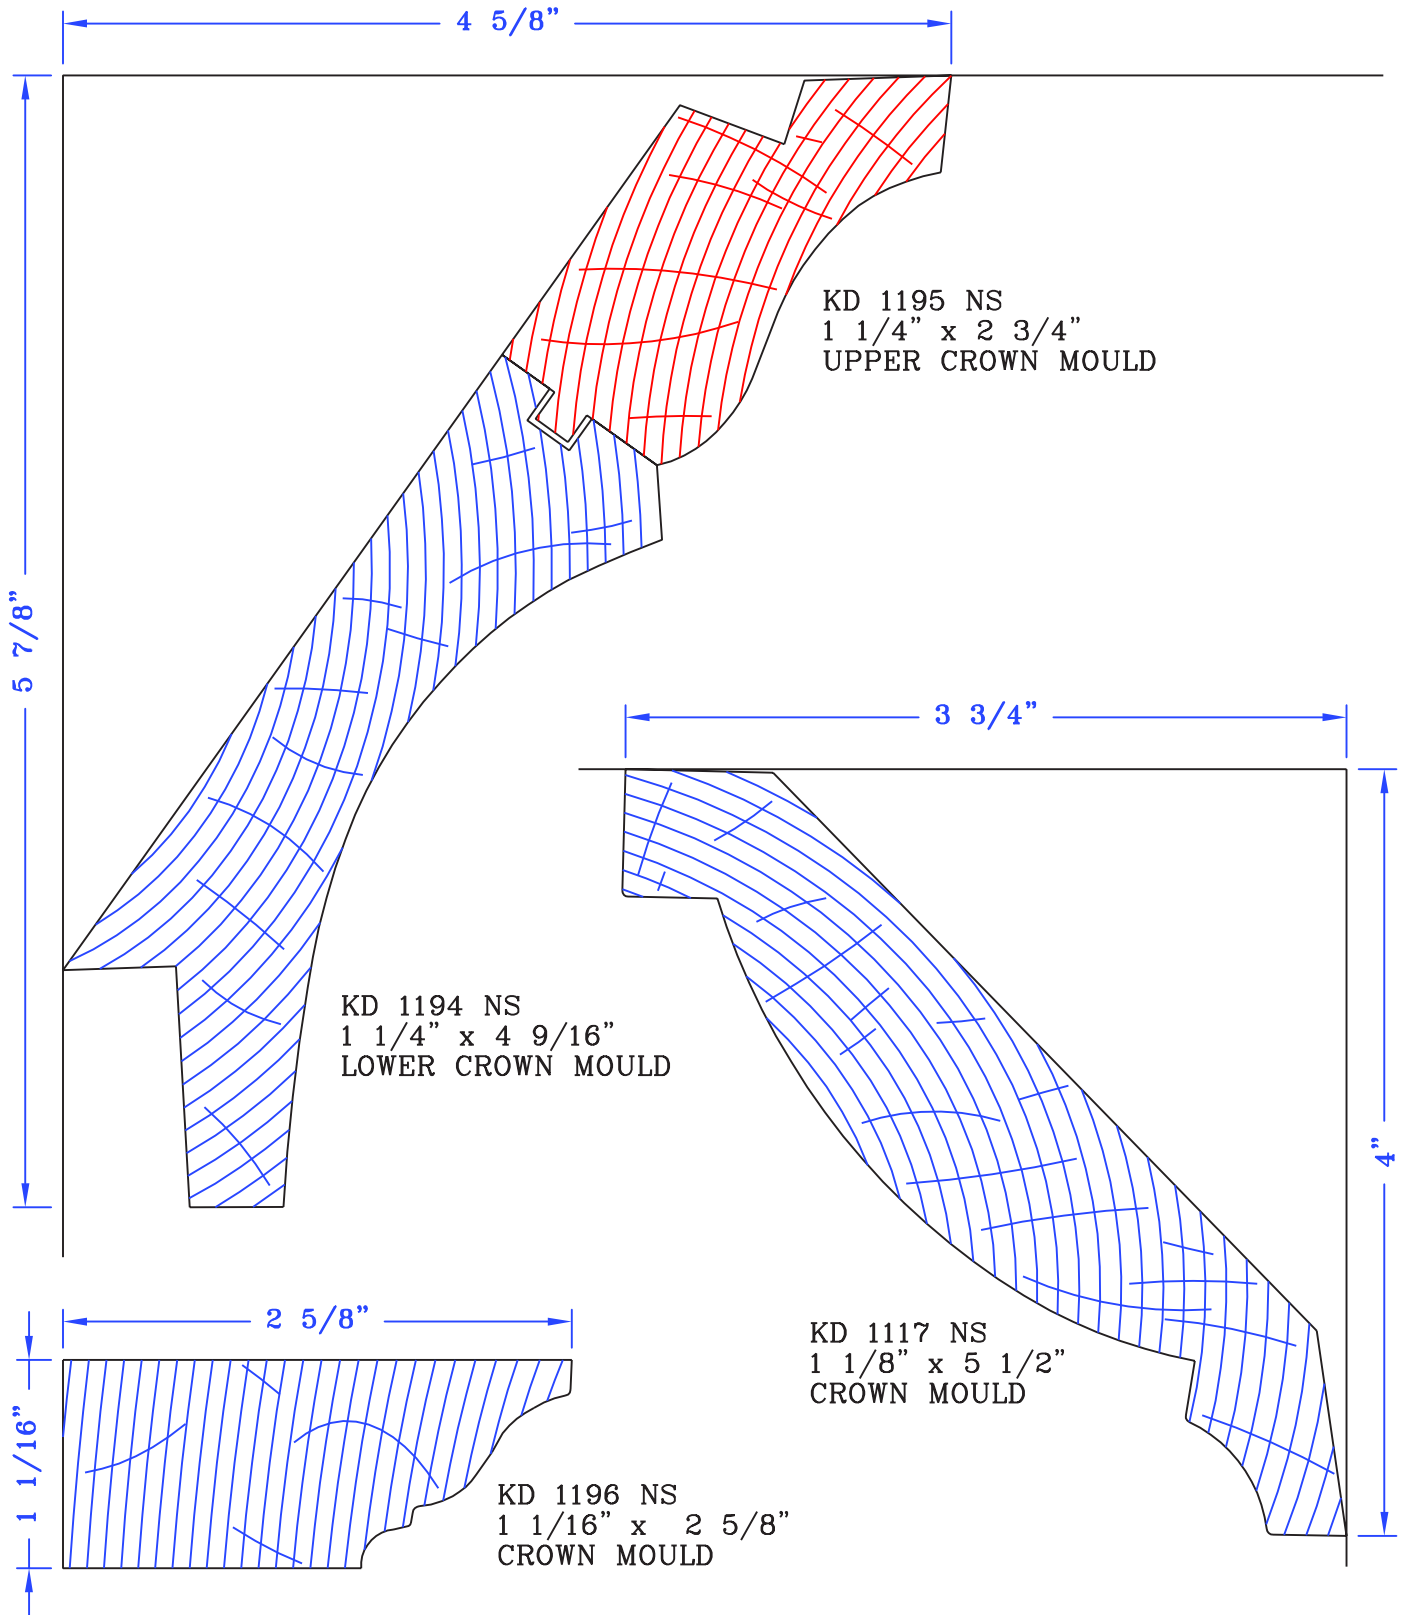 4 5/8”
5 7/8”
KD 1195 NS
1 1/4” x 2 3/4”
UPPER CROWN MOULD
3 3/4”
4”
KD 1194 NS
1 1/4” x 4 9/16”
LOWER CROWN MOULD
2 5/8”
1 1/16”
KD 1117 NS
1 1/8” x 5 1/2”
CROWN MOULD
KD 1196 NS
1 1/16” x 2 5/8”
CROWN MOULD